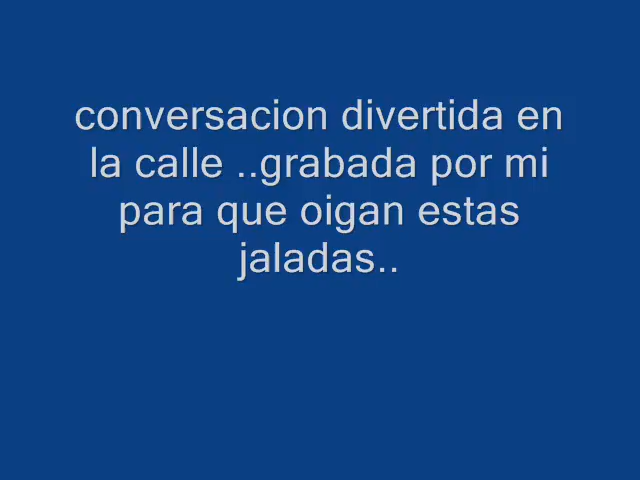 conversacion divertida en
la calle ..grabada por mi
para que oigan estas
jaladas..